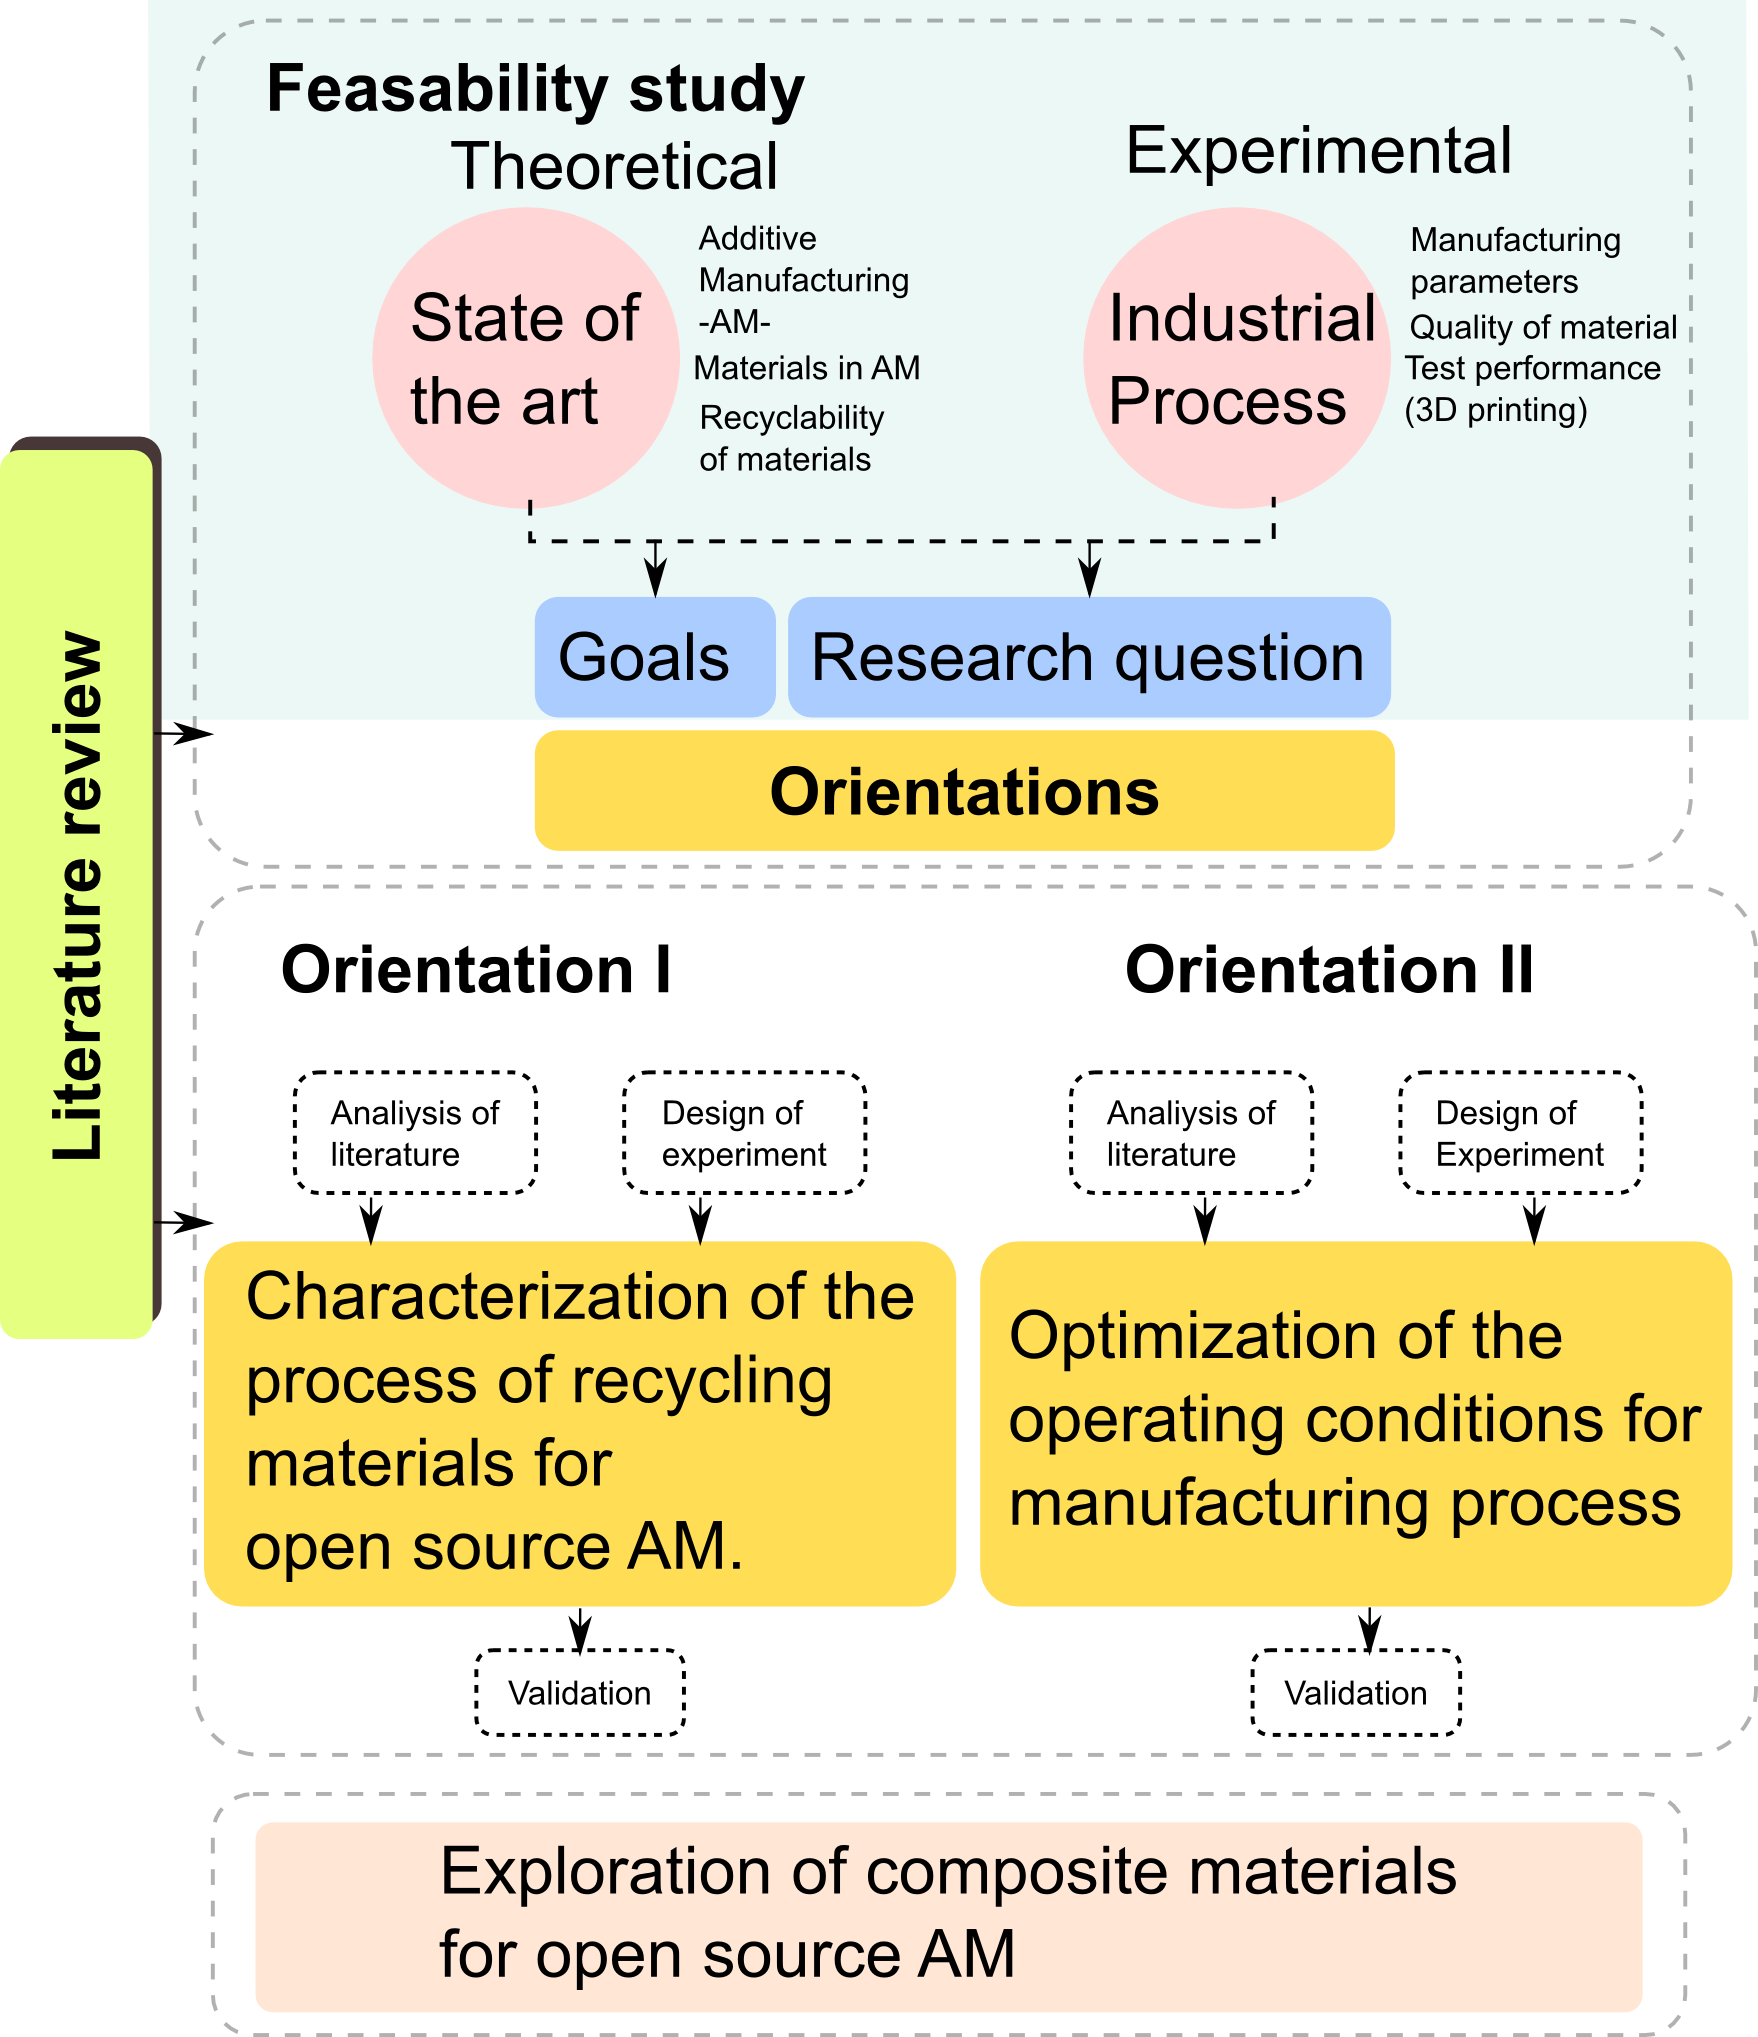 Feasability study
Theoretical
Experimental
State of
the art
Additive
Manufacturing
-AM-
Materials in AM
Recyclability
of materials
Industrial
Process
Manufacturing
parameters
Quality of material
Test performance
(3D printing)
Goals
Research question
Orientations
Literature review
Orientation I
Orientation II
Analiysis of
literature
Design of
experiment
Analiysis of
literature
Design of
Experiment
Characterization of the
process of recycling
materials for
open source AM.
Optimization of the
operating conditions for
manufacturing process
Validation
Validation
Exploration of composite materials
for open source AM